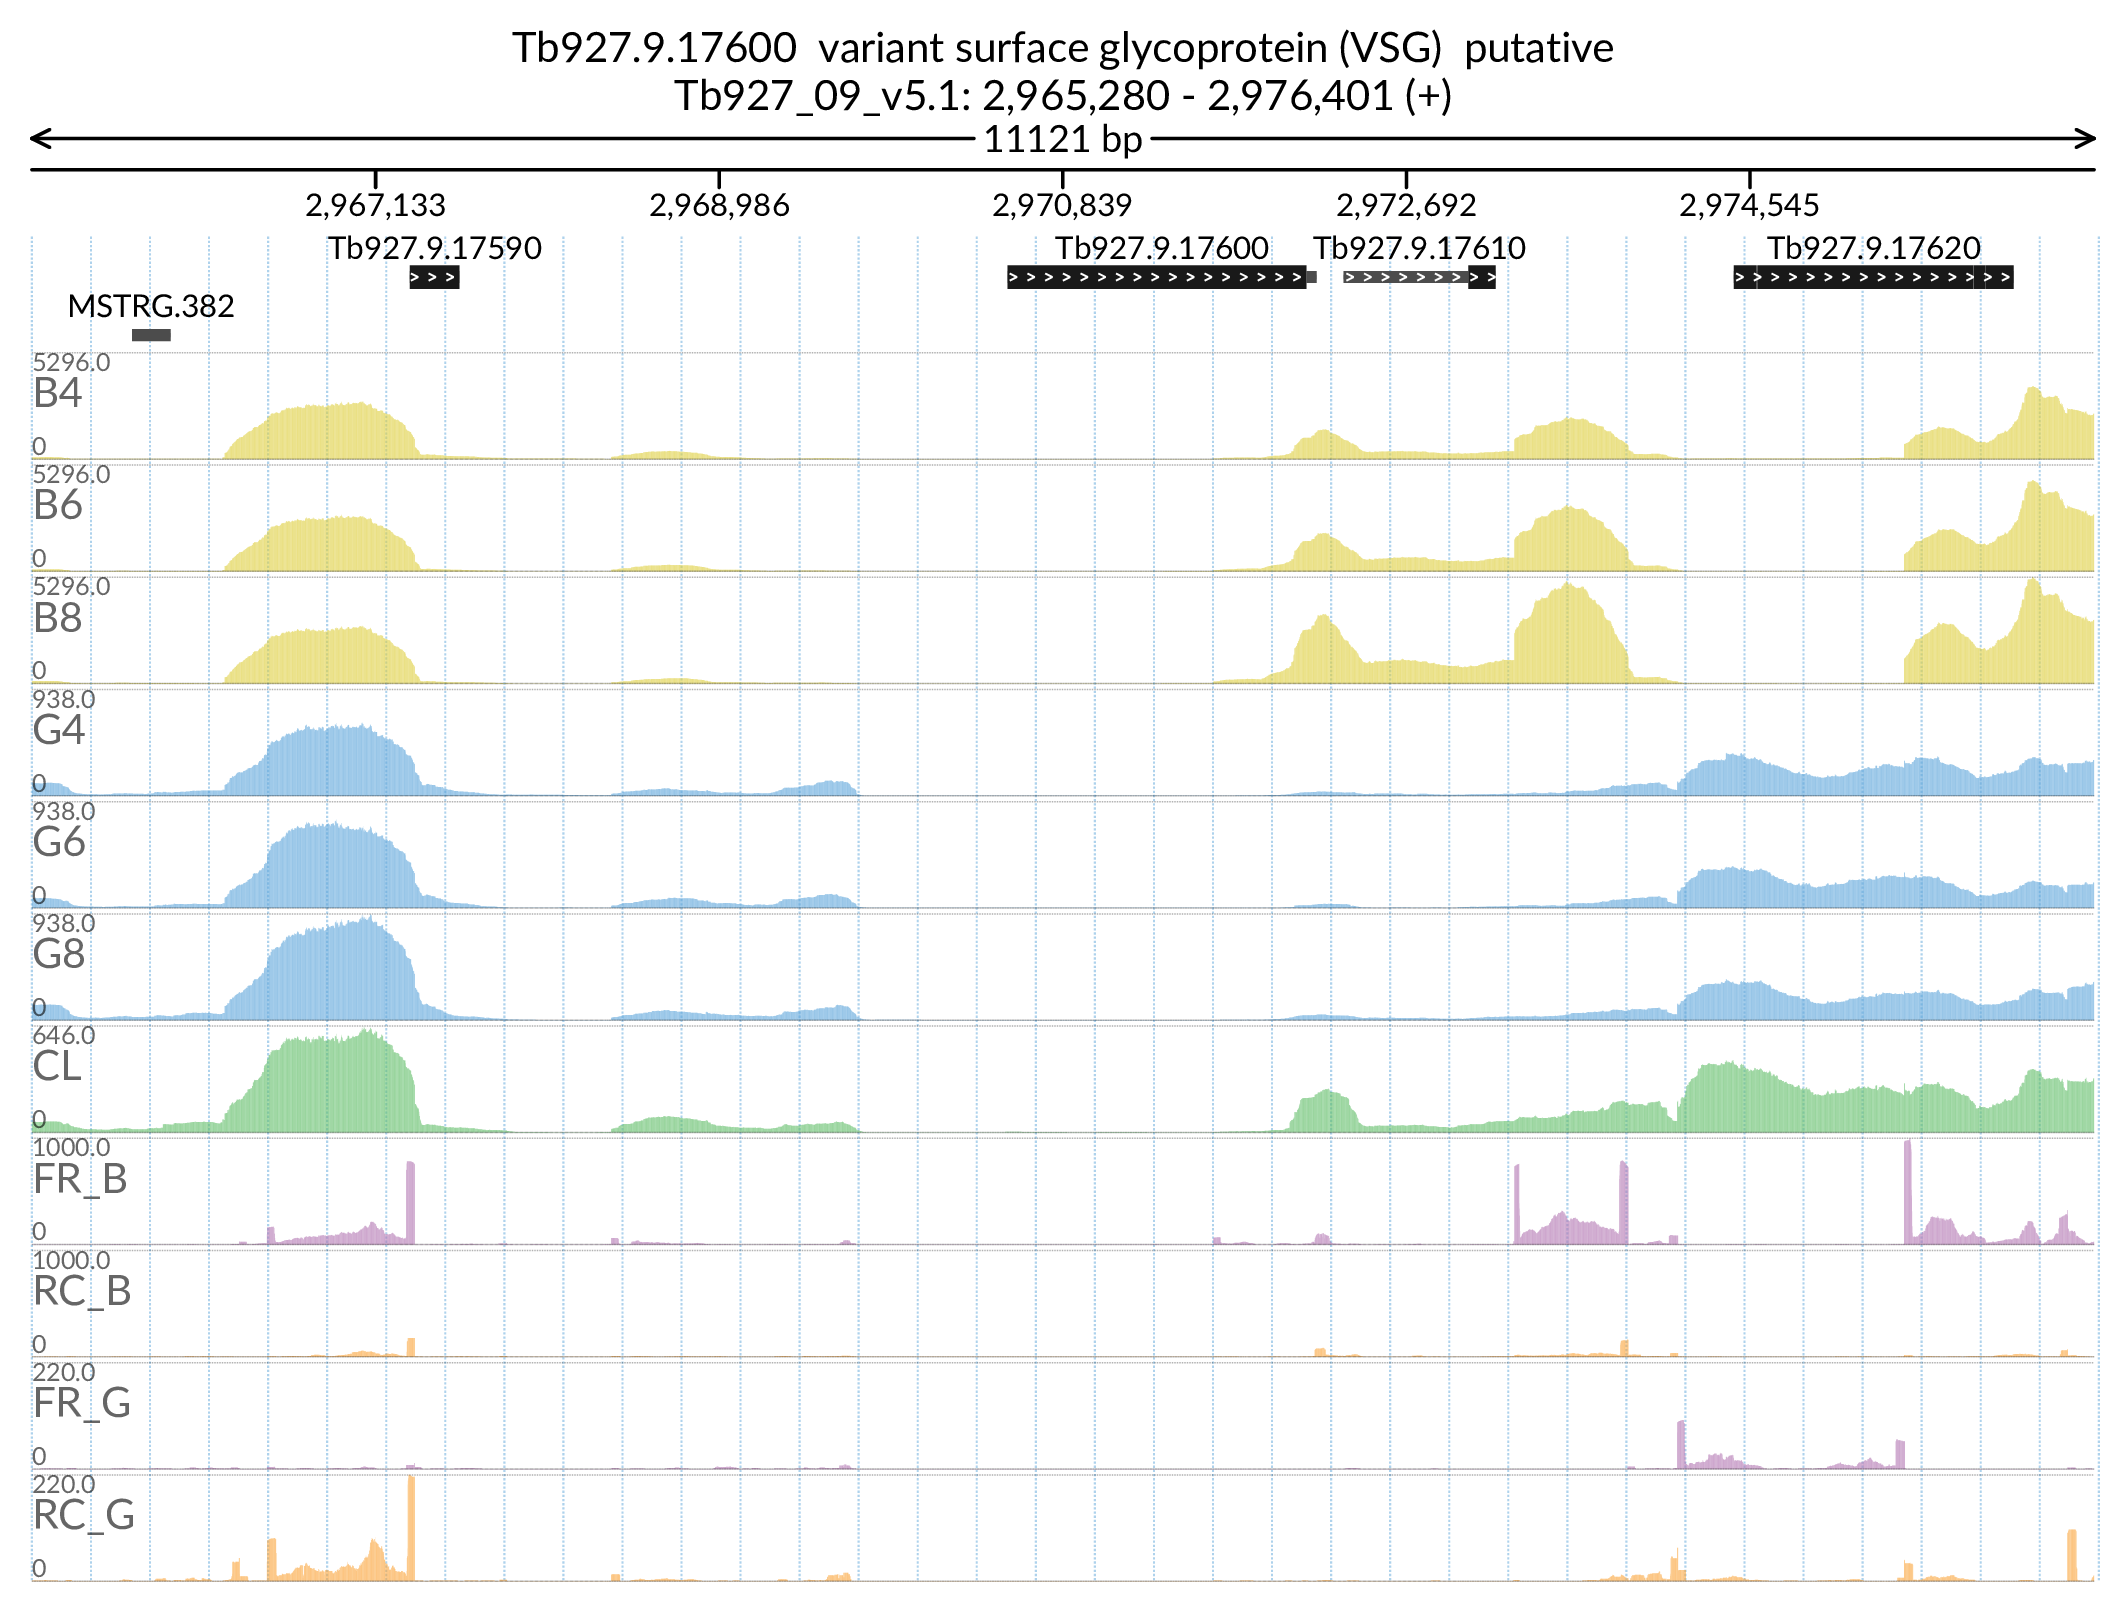 Tb927.9.17600 variant surface glycoprotein (VSG) putative
Tb927_09_v5.1: 2,965,280 - 2,976,401 (+)
11121 bp
2,967,133 2,968,986 2,970,839 2,972,692 2,974,545
Tb927.9.17590 Tb927.9.17600 Tb927.9.17610 Tb927.9.17620
MSTRG.382
5296.0
B4
0
5296.0
B6
0
5296.0
B8
0
938.0
G4
0
938.0
G6
0
938.0
G8
0
646.0
CL
0
1000.0
FR_B
0
1000.0
RC_B
0
220.0
FR_G
0
220.0
RC_G
0